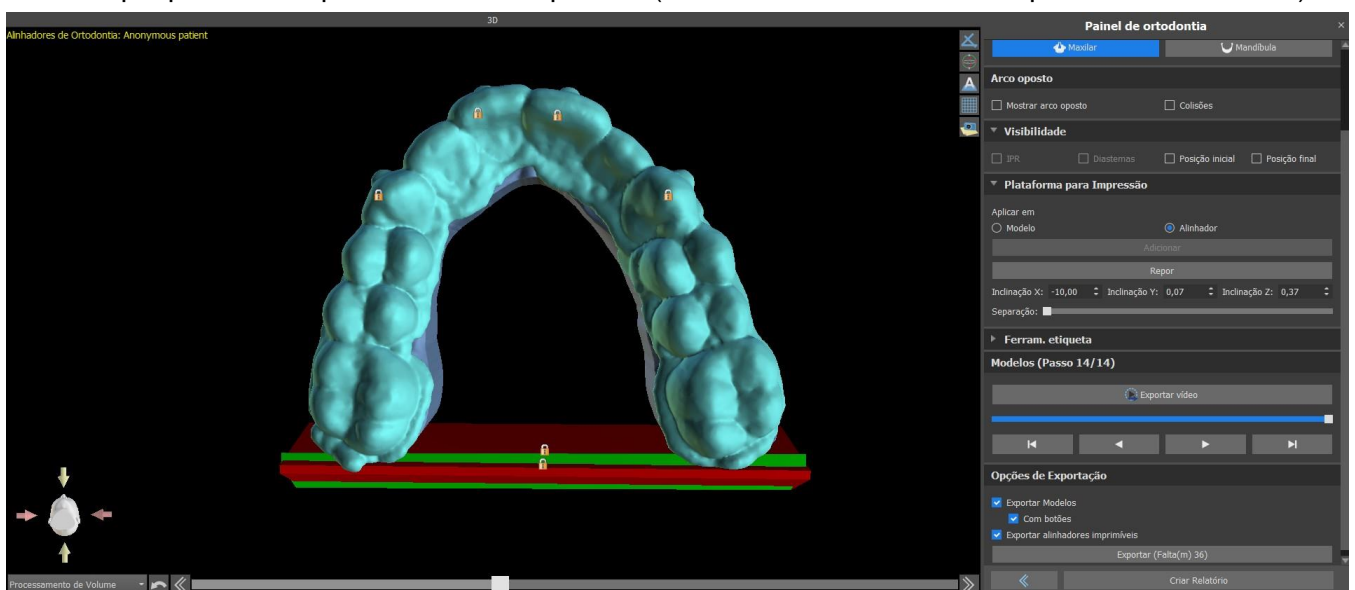 3D
Alinhadores de Ortodontia: Anonymous patient
A
Processamento de Volume
Painel de ortodontia
Maxilar
Mandíbula
Arco oposto
Mostrar arco oposto
Colisões
Visibilidade
IPR
Diastemas
Posição inicial
Posição final
Plataforma para Impressão
Aplicar em
Modelo
Alinhador
Adicionar
Repor
Inclinação X: -10,00 Inclinação Y: 0,07 Inclinação Z: 0,37
Separação:
Ferram. etiqueta
Modelos (Passo 14/14)
Exportar vídeo
Opções de Exportação
Exportar Modelos
Com botões
Exportar alinhadores imprimíveis
Exportar (Falta(m) 36)
Criar Relatório